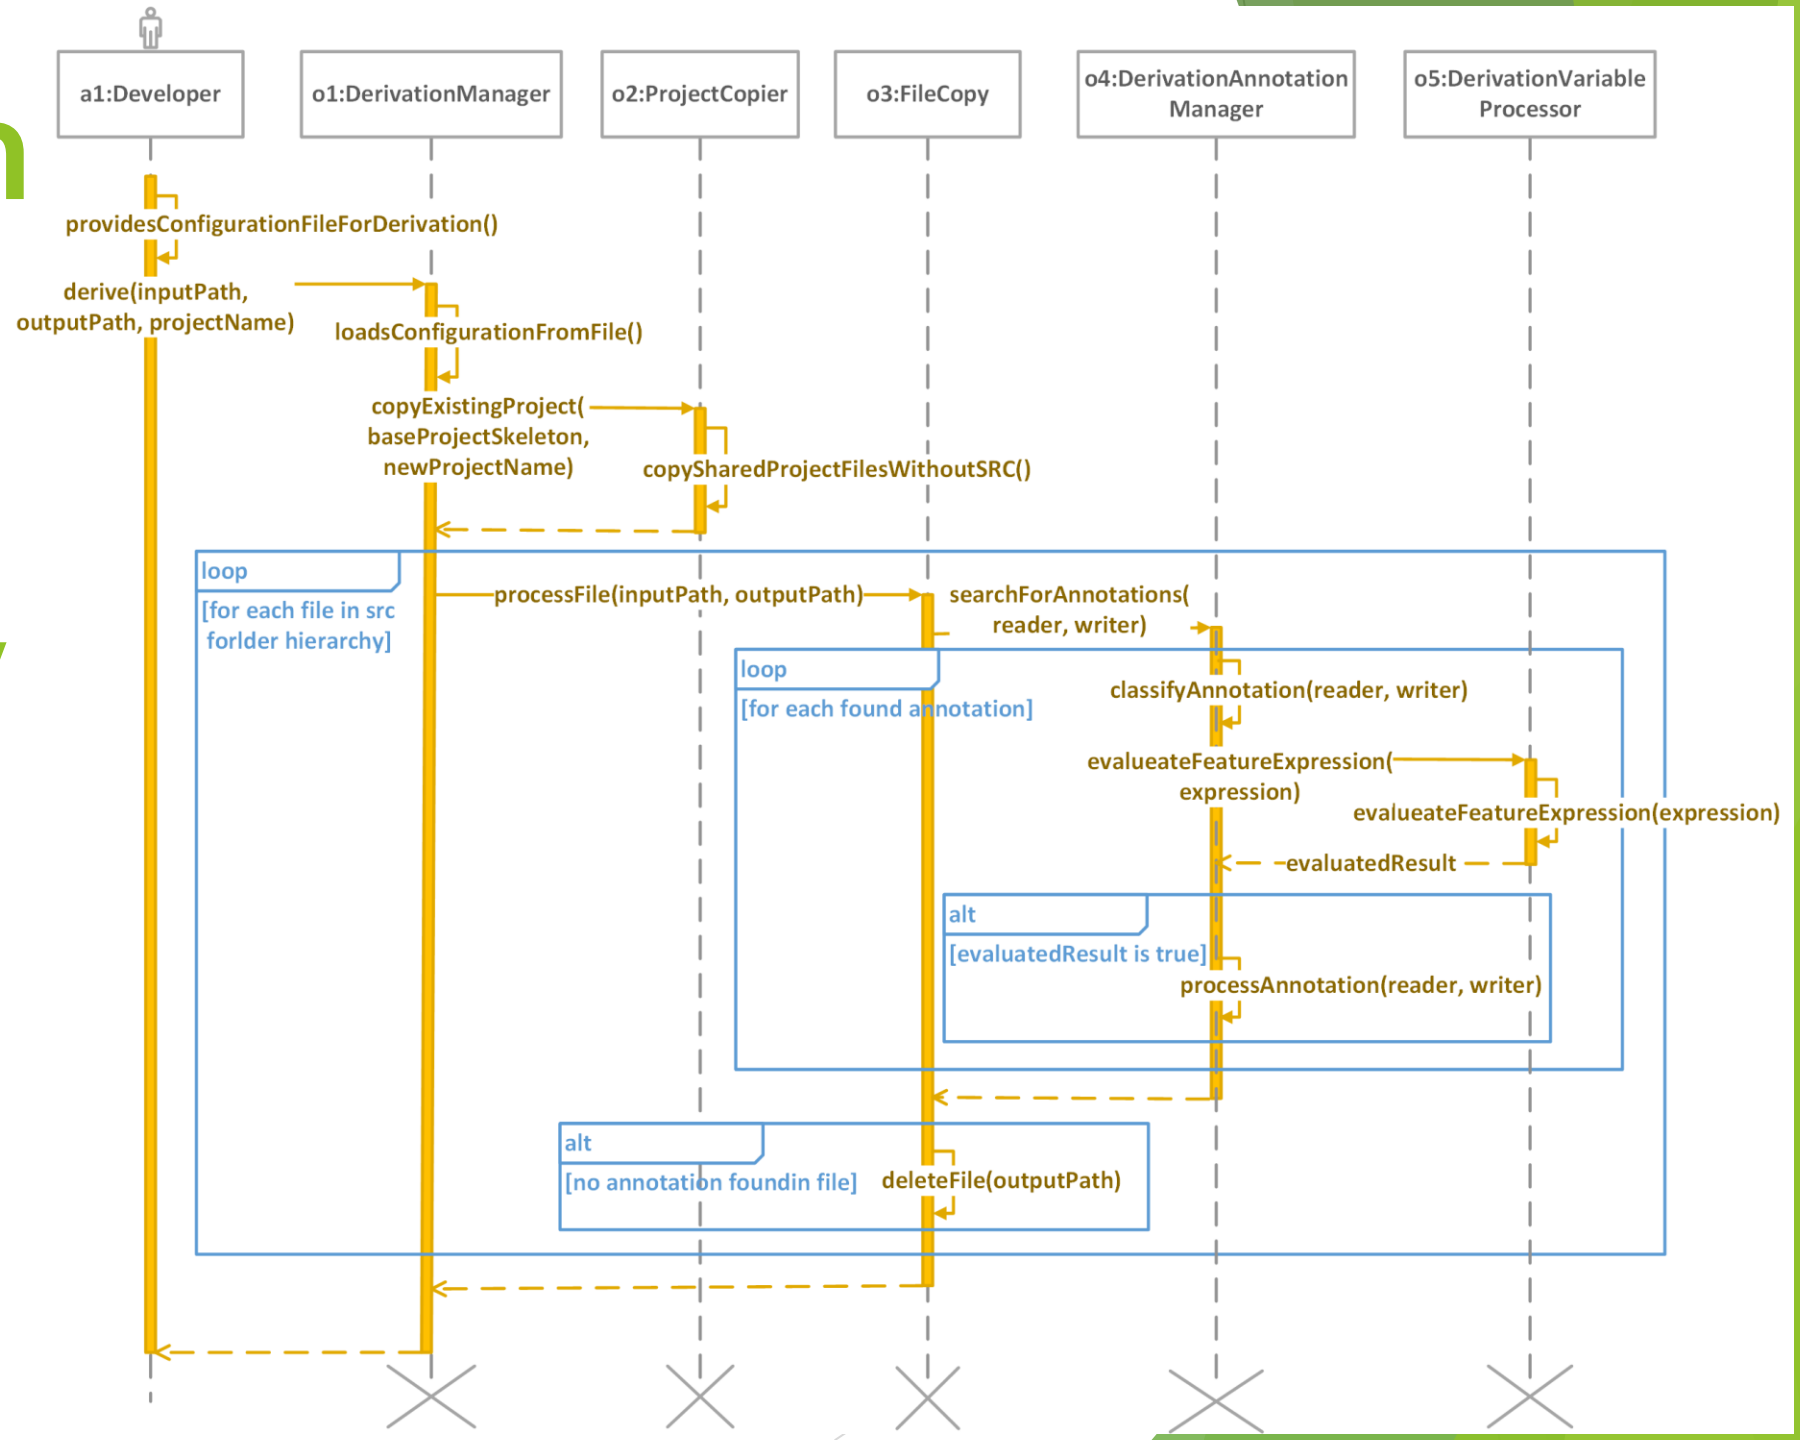 n
a1:Developer
o1:DerivationManager
o2:ProjectCopier
o3:FileCopy
o4:DerivationAnnotation
Manager
o5:DerivationVariable
Processor
providesConfigurationFileForDerivation()
derive(inputPath,
outputPath, projectName)
loadsConfigurationFromFile()
copyExistingProject(
baseProjectSkeleton,
newProjectName)
copySharedProjectFilesWithoutSRC()
loop
[for each file in src
forlder hierarchy]
processFile(inputPath, outputPath)
searchForAnnotations(
reader, writer)
loop
[for each found annotation]
classifyAnnotation(reader, writer)
evalueateFeatureExpression(
expression)
evalueateFeatureExpression(expression)
evaluatedResult
alt
[evaluatedResult is true]
processAnnotation(reader, writer)
alt
[no annotation foundin file]
deleteFile(outputPath)